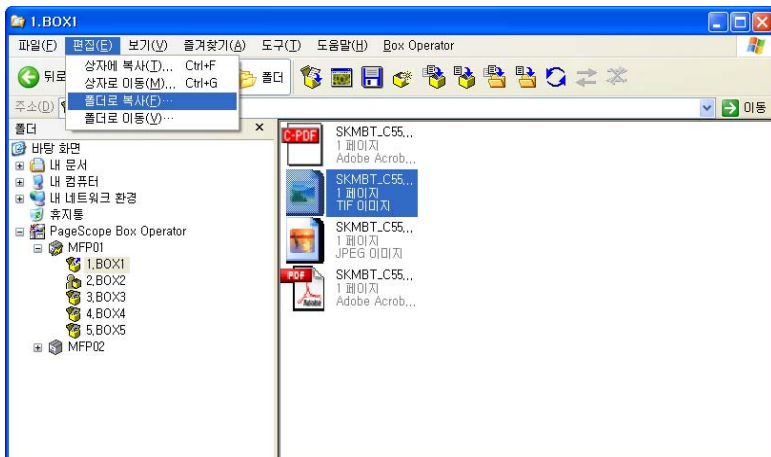 1.BOX1
파일(F) 편집(E) 보기(V) 즐겨찾기(A) 도구(T) 도움말(H) Box Operator
상자에 복사(T)... Ctrl+F
상자로 이동(M)... Ctrl+G
폴더로 복사(F)...
폴더로 이동(V)...
뒤로
폴더
주소(D)
이동
폴더
바탕 화면
내 문서
내 컴퓨터
내 네트워크 환경
휴지통
PageScope Box Operator
MFP01
1.BOX1
2.BOX2
3.BOX3
4.BOX4
5.BOX5
MFP02
C-PDF
SKMBT_C55...
1 페이지
Adobe Acrob...
SKMBT_C55...
1 페이지
TIF 이미지
SKMBT_C55...
1 페이지
JPEG 이미지
PDF
Adobe
SKMBT_C55...
1 페이지
Adobe Acrob...